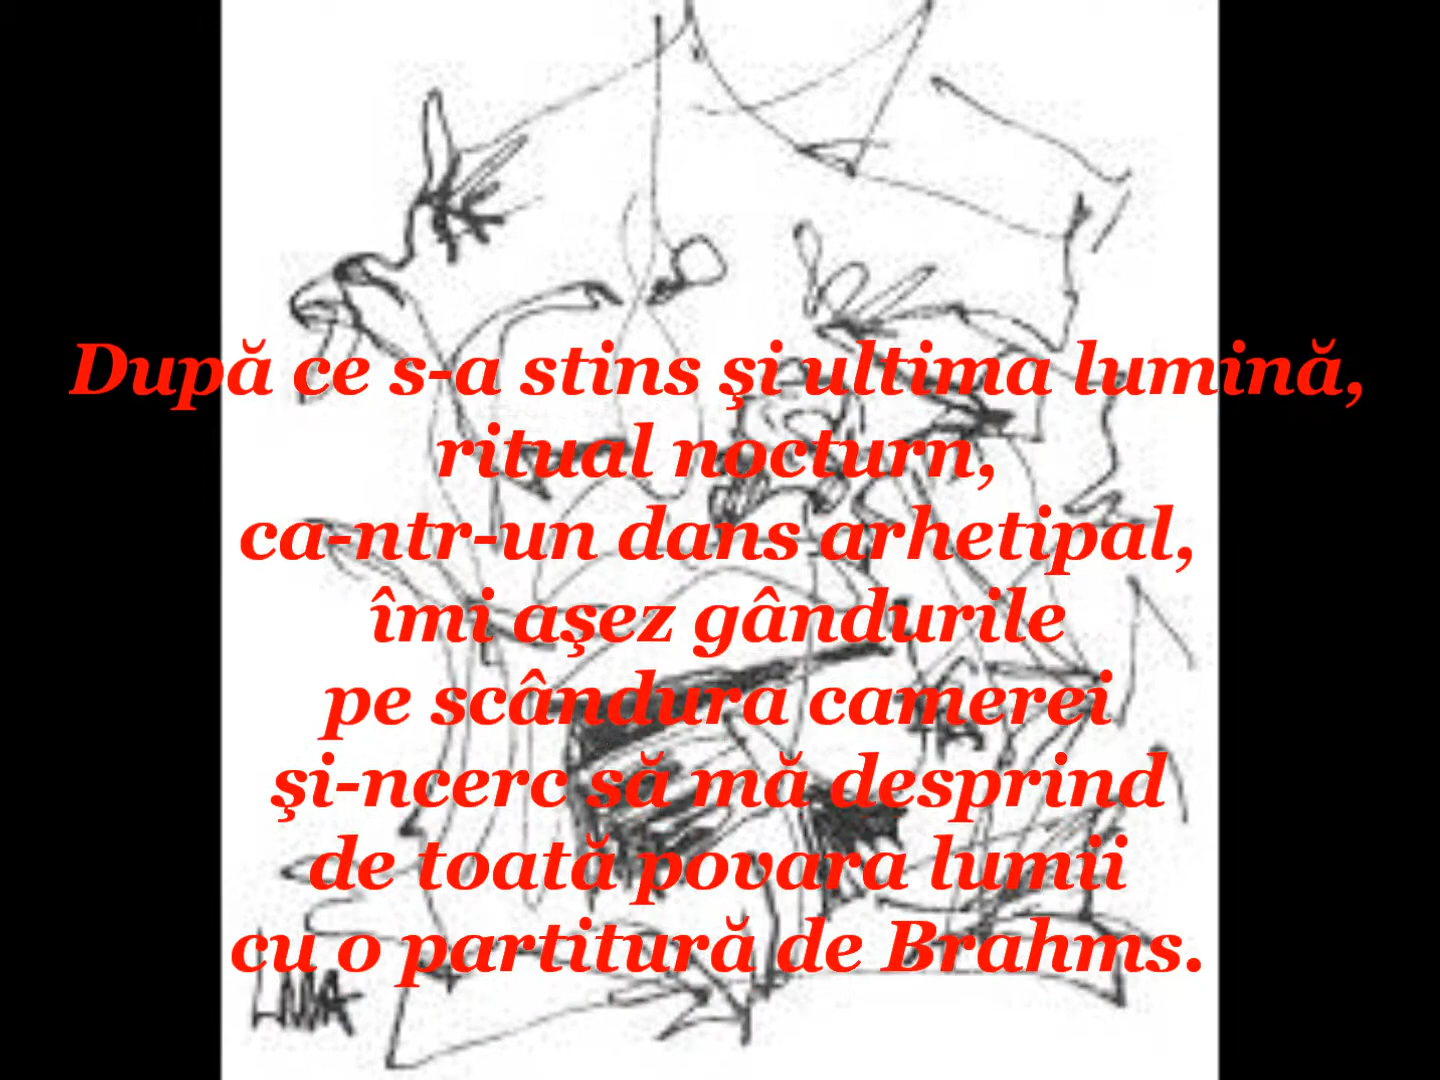 După ce s-a stins şi ultima lumină,
ritual nocturn,
ca-ntr-un dans arhetipal,
îmi aşez gândurile
pe scândura camerei
şi-ncerc să mă desprind
de toată povara lumii
cu o partitură de Brahms.